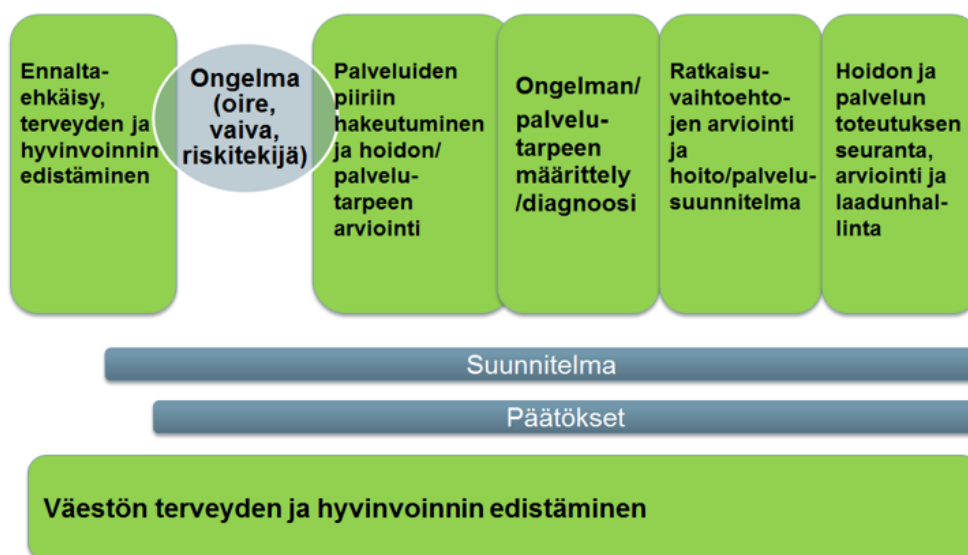 Ennalta-
ehkäisy,
terveyden ja
hyvinvoinnin
edistäminen
Ongelma
(oire,
vaiva,
riskitekijä)
Palveluiden
piiriin
hakeutuminen
ja hoidon/
palvelu-
tarpeen
arviointi
Ongelman/
palvelu-
tarpeen
määrittely
/diagnoosi
Ratkaisu-
vaihtoehto-
jen arviointi
ja
hoito/palvelu-
suunnitelma
Hoidon ja
palvelun
toteutuksen
seuranta,
arviointi ja
laadunhal-
linta
Suunnitelma
Päätökset
Väestön terveyden ja hyvinvoinnin edistäminen